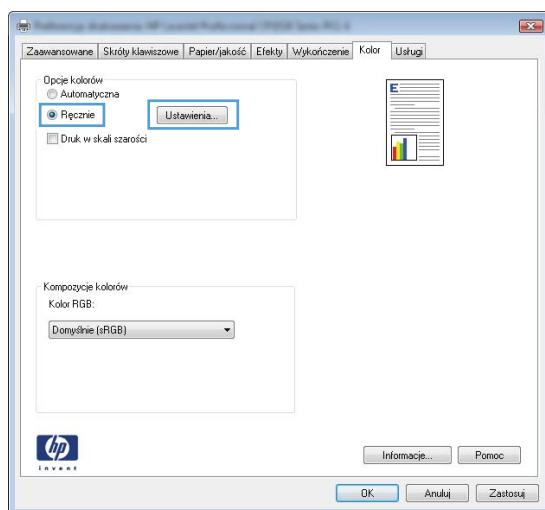 Zaawansowane Skróty klawiszowe Papier/jakość Efekty Wykończenie Kolor Usługi
Opcje kolorów
Automatyczna
Ręcznie Ustawienia...
Druk w skali szarości
E
Kompozycje kolorów
Kolor RGB:
Domyślnie (sRGB)
hp
invent
Informacje... Pomoc
OK Anuluj Zastosuj